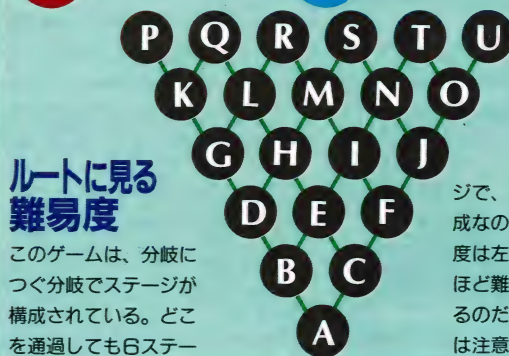 P Q R S T U
K L M N O
G H I J
D E F
B C
A
ルートに見る
難易度
このゲームは、分岐に
つぐ分岐でステージが
構成されている。どこ
を通過しても6ステー
ジで、
成なの
度は左
ほど難
るのだ
は注意